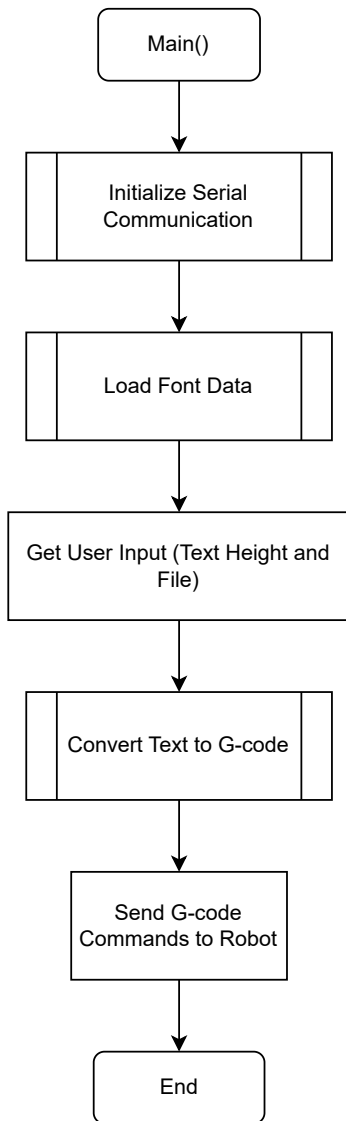 Main()
Initialize Serial
Communication
Load Font Data
Get User Input (Text Height and
File)
Convert Text to G-code
Send G-code
Commands to Robot
End